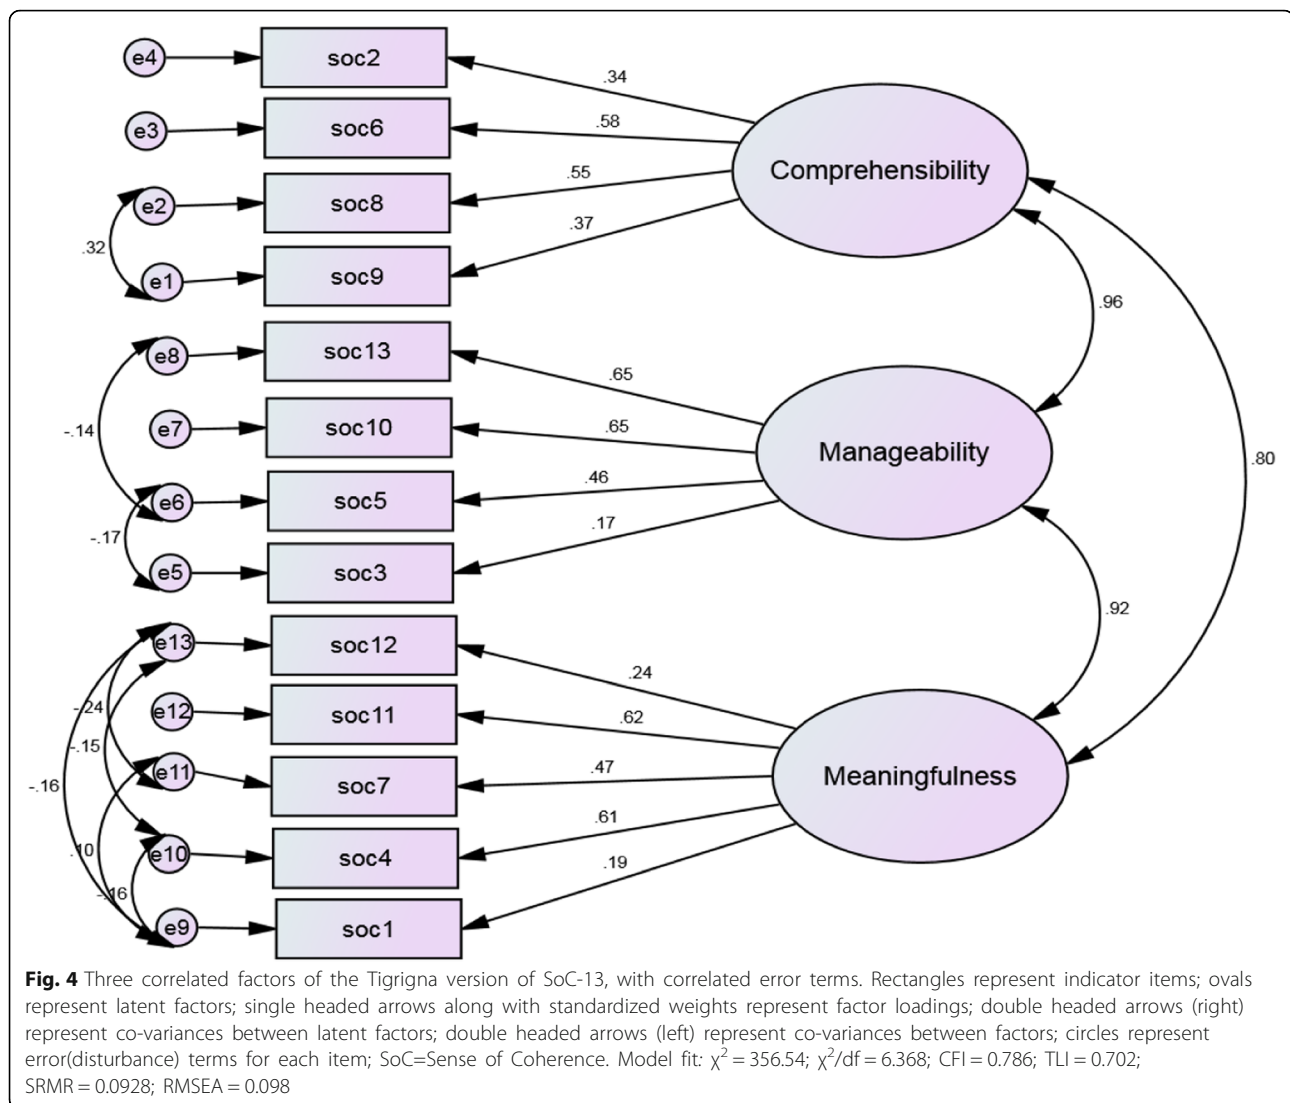 e4
soc2
.34
e3
soc6
.58
Comprehensibility
.55
e2
soc8
.37
.32
e1
soc9
.96
e8
soc13
.65
-.14
e7
soc10
.65
Manageability
.80
.46
e6
soc5
-.17
.17
e5
soc3
.92
e13
soc12
.24
-.24
e12
soc11
.62
-.15
e11
soc7
.47
Meaningfulness
-.16
.61
.10
e10
soc4
.19
-.16
e9
soc1
Fig. 4 Three correlated factors of the Tigrigna version of SoC-13, with correlated error terms. Rectangles represent indicator items; ovals
represent latent factors; single headed arrows along with standardized weights represent factor loadings; double headed arrows (right)
represent co-variances between latent factors; double headed arrows (left) represent co-variances between factors; circles represent
error(disturbance) terms for each item; SoC=Sense of Coherence. Model fit: χ² = 356.54; χ²/df = 6.368; CFI = 0.786; TLI = 0.702;
SRMR = 0.0928; RMSEA = 0.098